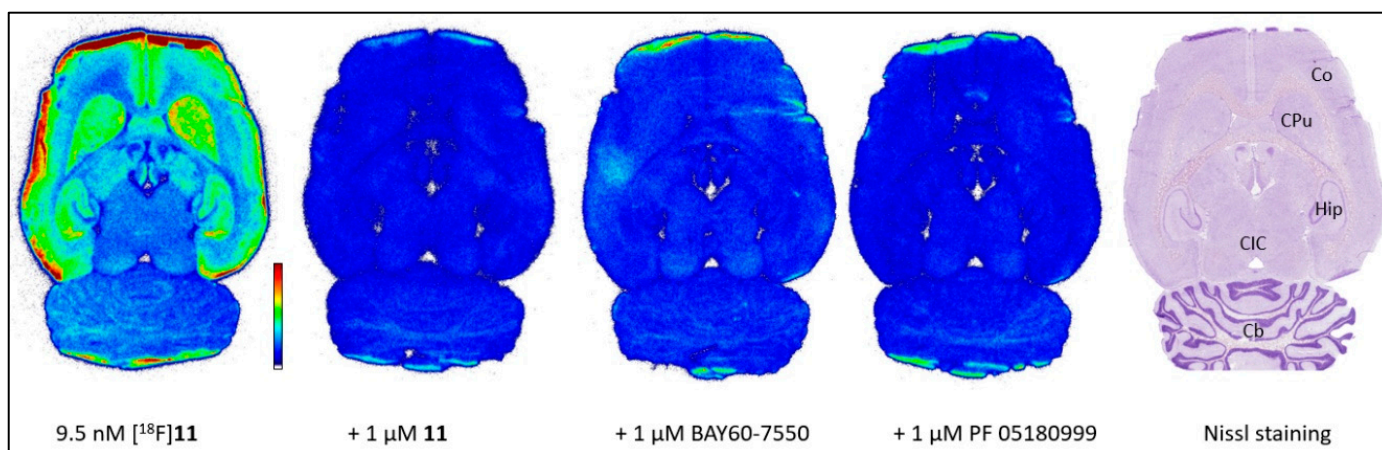 Co
CPu
Hip
CIC
Cb
9.5 nM [¹⁸F]11
+ 1 µM 11
+ 1 µM BAY60-7550
+ 1 µM PF 05180999
Nissl staining